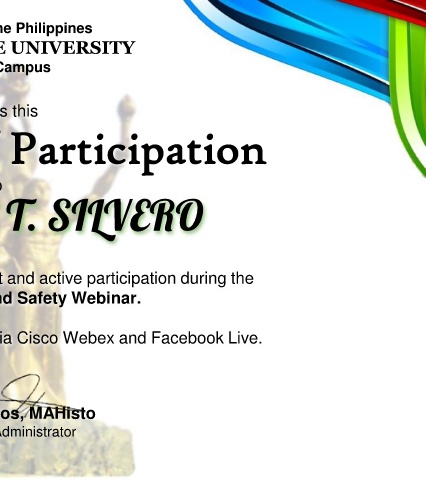 ne Philippines
E UNIVERSITY
Campus
s this
Participation
o
T. SILVERO
t and active participation during the
nd Safety Webinar.
ia Cisco Webex and Facebook Live.
os, MAHisto
Administrator